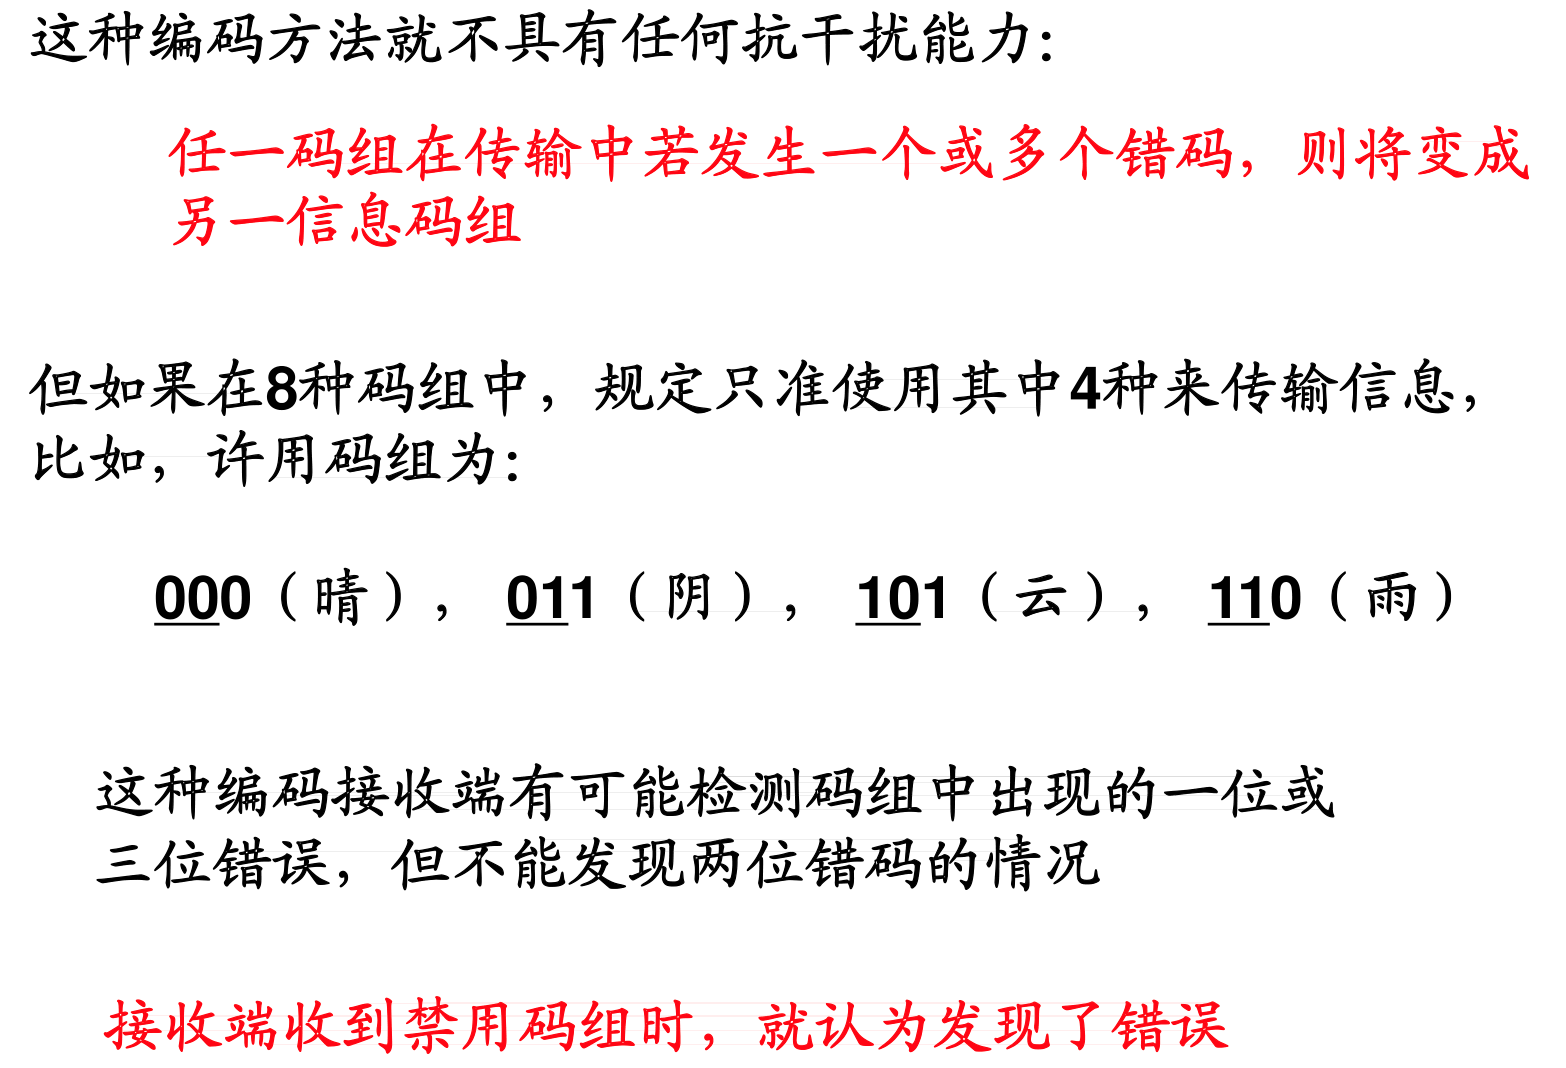 这种编码方法就不具有任何抗干扰能力：
任一码组在传输中若发生一个或多个错码，则将变成
另一信息码组
但如果在8种码组中，规定只准使用其中4种来传输信息，
比如，许用码组为：
000（晴），011（阴），101（云），110（雨）
这种编码接收端有可能检测码组中出现的一位或
三位错误，但不能发现两位错码的情况
接收端收到禁用码组时，就认为发现了错误